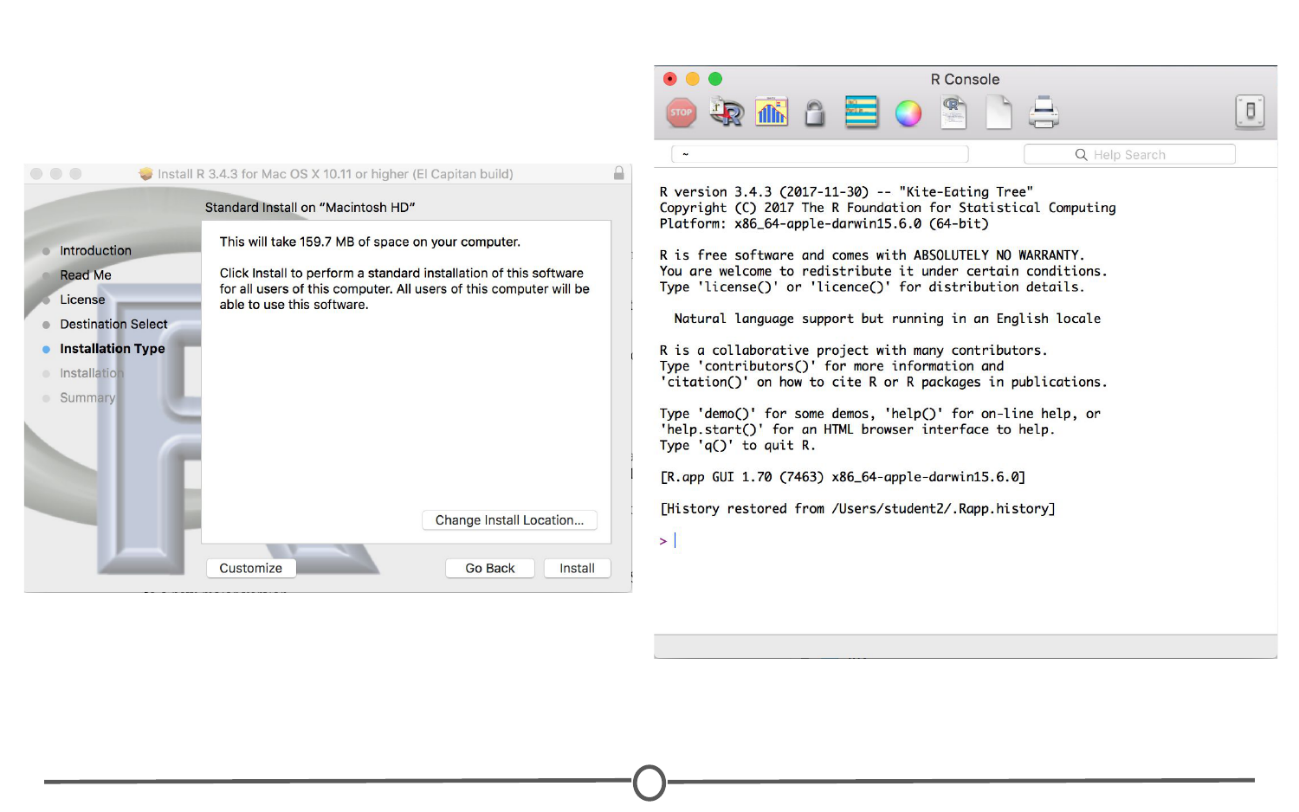 Install R 3.4.3 for Mac OS X 10.11 or higher (El Capitan build)
Standard Install on “Macintosh HD”
Introduction
Read Me
License
Destination Select
Installation Type
Installation
Summary
This will take 159.7 MB of space on your computer.
Click Install to perform a standard installation of this software
for all users of this computer. All users of this computer will be
able to use this software.
Change Install Location...
Customize
Go Back
Install
R Console
STOP
~
Help Search
R version 3.4.3 (2017-11-30) -- "Kite-Eating Tree"
Copyright (C) 2017 The R Foundation for Statistical Computing
Platform: x86_64-apple-darwin15.6.0 (64-bit)
R is free software and comes with ABSOLUTELY NO WARRANTY.
You are welcome to redistribute it under certain conditions.
Type 'license()' or 'licence()' for distribution details.
Natural language support but running in an English locale
R is a collaborative project with many contributors.
Type 'contributors()' for more information and
'citation()' on how to cite R or R packages in publications.
Type 'demo()' for some demos, 'help()' for on-line help, or
'help.start()' for an HTML browser interface to help.
Type 'q()' to quit R.
[R.app GUI 1.70 (7463) x86_64-apple-darwin15.6.0]
[History restored from /Users/student2/.Rapp.history]
>